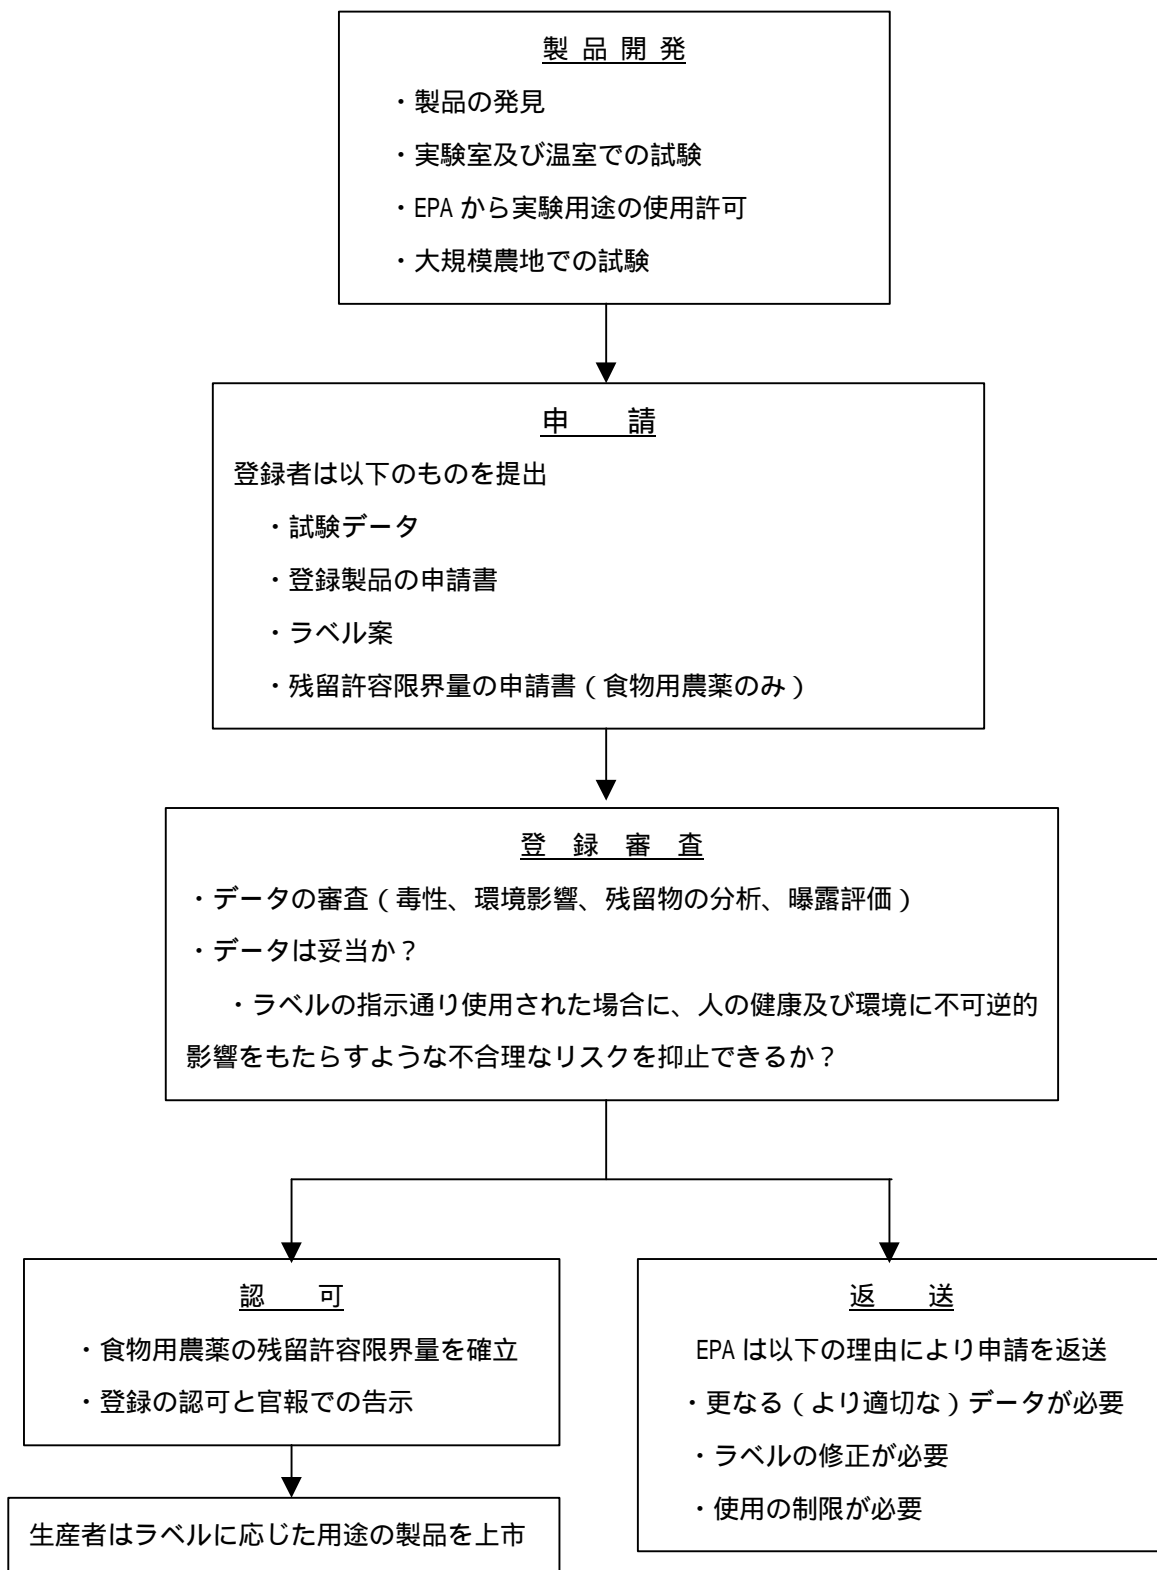 製品開発
・製品の発見
・実験室及び温室での試験
・EPA から実験用途の使用許可
・大規模農地での試験
申　請
登録者は以下のものを提出
・試験データ
・登録製品の申請書
・ラベル案
・残留許容限界量の申請書（食物用農薬のみ）
登録審査
・データの審査（毒性、環境影響、残留物の分析、曝露評価）
・データは妥当か？
・ラベルの指示通り使用された場合に、人の健康及び環境に不可逆的
影響をもたらすような不合理なリスクを抑止できるか？
認　可
・食物用農薬の残留許容限界量を確立
・登録の認可と官報での告示
生産者はラベルに応じた用途の製品を上市
返　送
EPA は以下の理由により申請を返送
・更なる（より適切な）データが必要
・ラベルの修正が必要
・使用の制限が必要